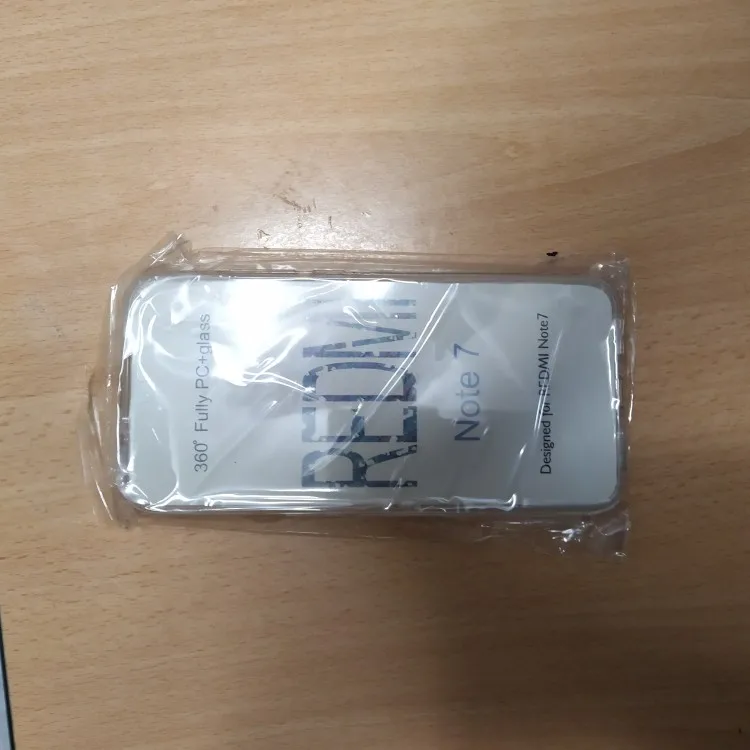 360° Fully PC+glass
REDMI
Note 7
Designed for REDMI Note7